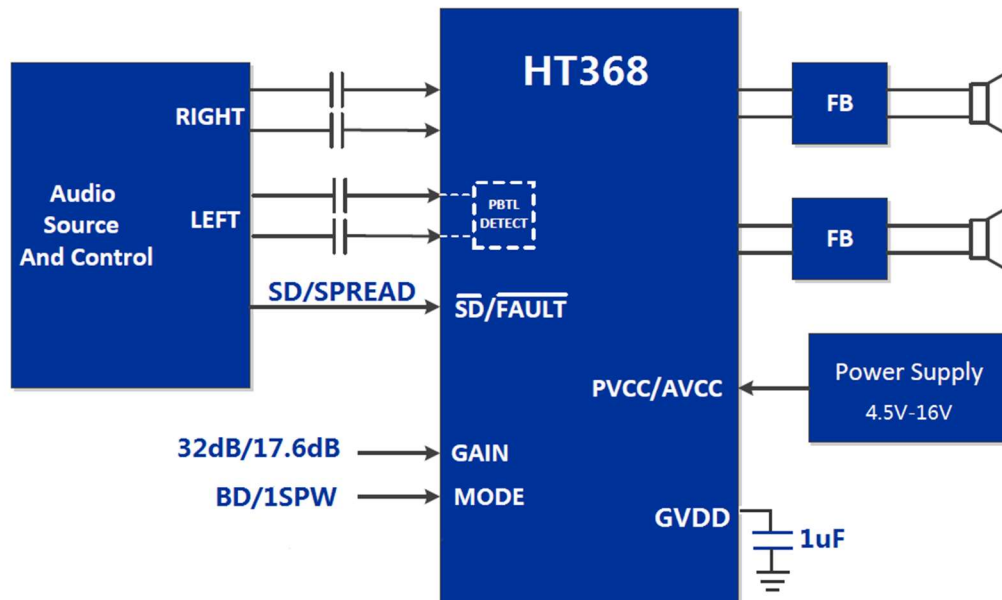 HT368
RIGHT
FB
Audio
Source
And Control
LEFT
PBTL
DETECT
FB
SD/SPREAD
SD/FAULT
Power Supply
4.5V-16V
PVCC/AVCC
32dB/17.6dB
GAIN
BD/1SPW
MODE
GVDD
1uF